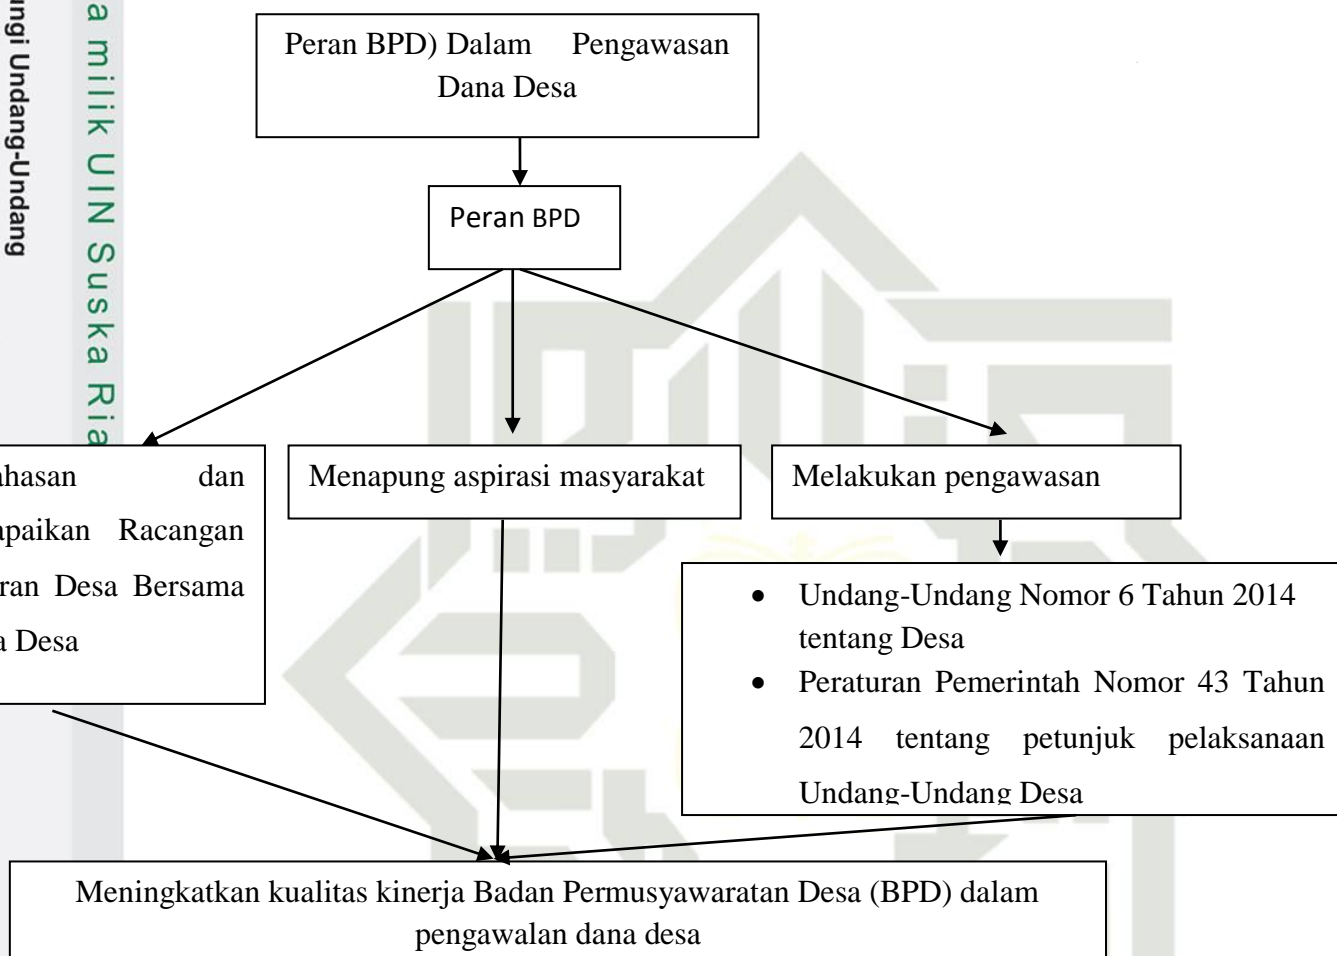 ngi Undang-Undang
a milik UIN Suska Ria
Peran BPD) Dalam Pengawasan
Dana Desa
Peran BPD
ahasan dan
apaikan Racangan
ran Desa Bersama
a Desa
Menapung aspirasi masyarakat
Melakukan pengawasan
• Undang-Undang Nomor 6 Tahun 2014
tentang Desa
• Peraturan Pemerintah Nomor 43 Tahun
2014 tentang petunjuk pelaksanaan
Undang-Undang Desa
Meningkatkan kualitas kinerja Badan Permusyawaratan Desa (BPD) dalam
pengawalan dana desa